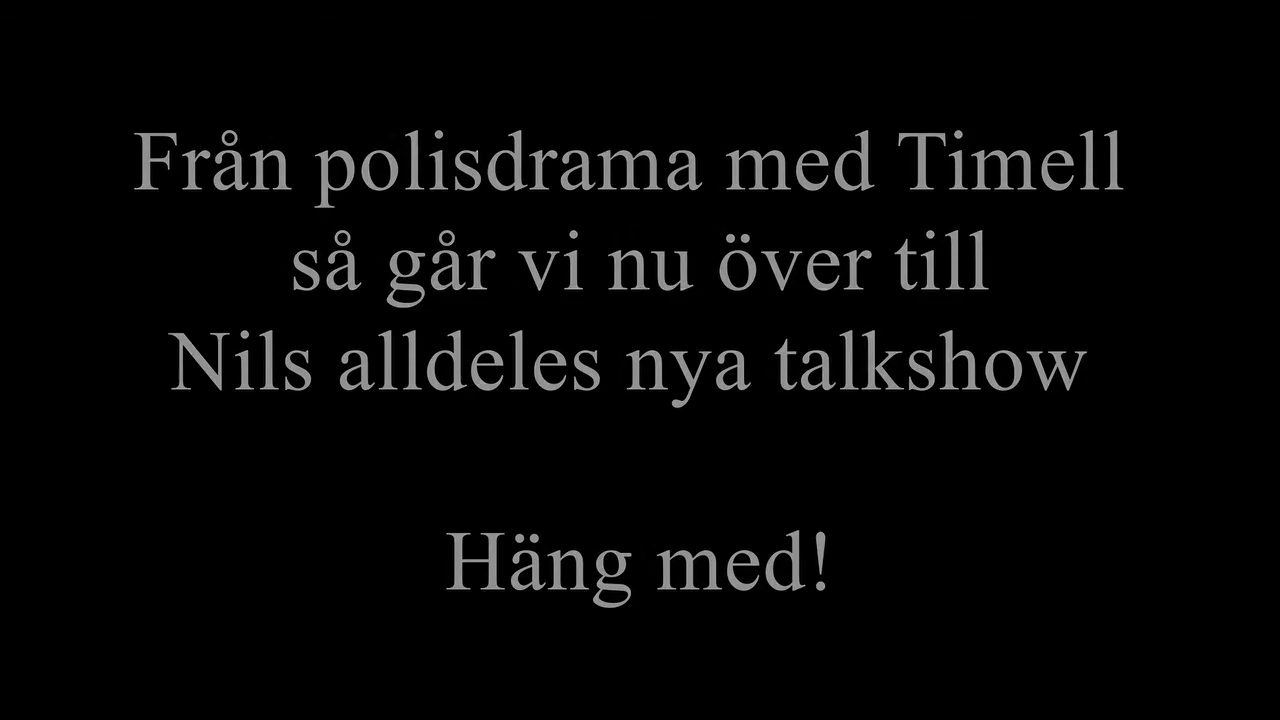 Från polisdrama med Timell
så går vi nu över till
Nils alldeles nya talkshow
Häng med!